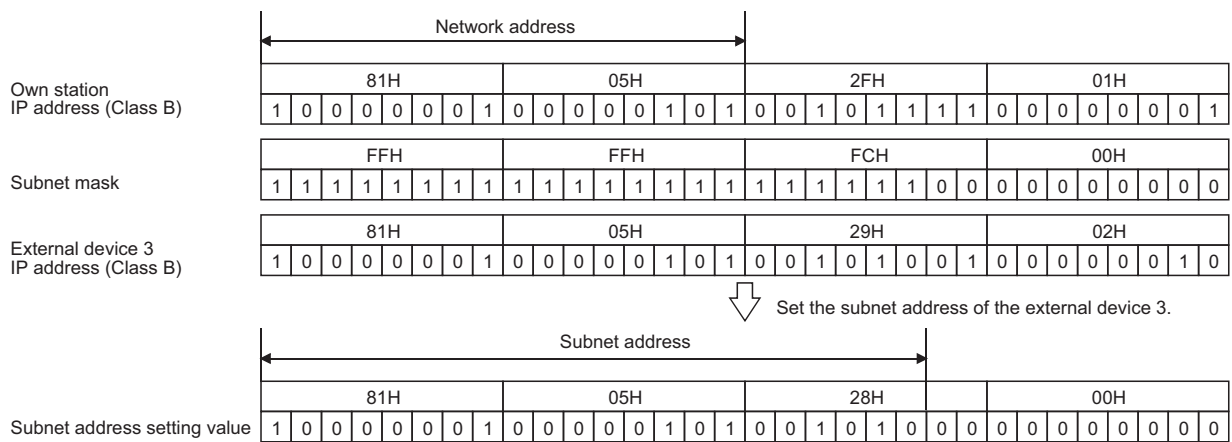 Network address
Own station
IP address (Class B)
81H 05H 2FH 01H
1 0 0 0 0 0 0 1 0 0 0 0 0 1 0 1 0 0 1 0 1 1 1 1 0 0 0 0 0 0 0 1
Subnet mask
FFH FFH FCH 00H
1 1 1 1 1 1 1 1 1 1 1 1 1 1 1 1 1 1 1 1 1 1 0 0 0 0 0 0 0 0 0 0
External device 3
IP address (Class B)
81H 05H 29H 02H
1 0 0 0 0 0 0 1 0 0 0 0 0 1 0 1 0 0 1 0 1 0 0 1 0 0 0 0 0 0 1 0
Set the subnet address of the external device 3.
Subnet address
81H 05H 28H 00H
Subnet address setting value 1 0 0 0 0 0 0 1 0 0 0 0 0 1 0 1 0 0 1 0 1 0 0 0 0 0 0 0 0 0 0 0